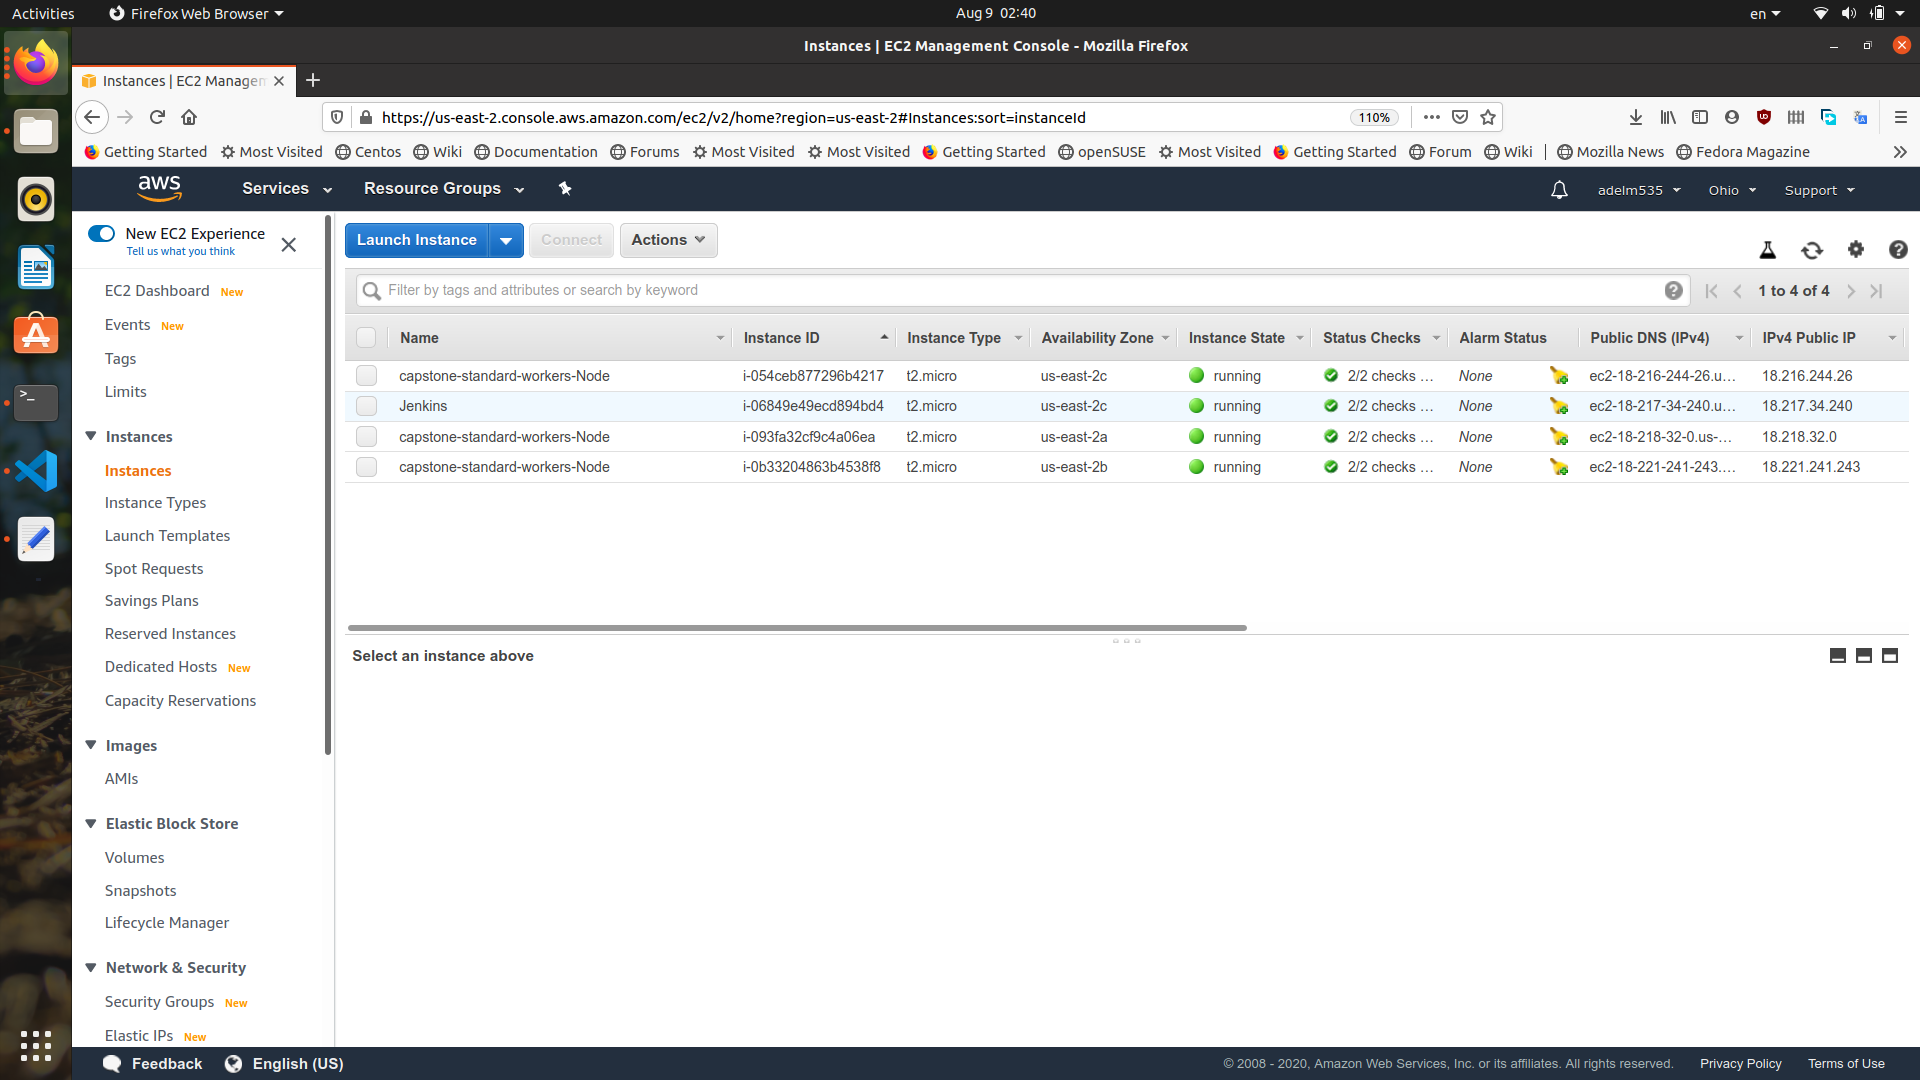 Activities Firefox Web Browser Aug 9 02:40 en
Instances | EC2 Management Console - Mozilla Firefox
Instances | EC2 Managem
https://us-east-2.console.aws.amazon.com/ec2/v2/home?region=us-east-2#Instances:sort=instanceId 110%
Getting Started Most Visited Centos Wiki Documentation Forums Most Visited Most Visited Getting Started openSUSE Most Visited Getting Started Forum Wiki Mozilla News Fedora Magazine
aws Services Resource Groups adelm535 Ohio Support
New EC2 Experience
Tell us what you think
EC2 Dashboard New
Events New
Tags
Limits
Instances
Instances
Instance Types
Launch Templates
Spot Requests
Savings Plans
Reserved Instances
Dedicated Hosts New
Capacity Reservations
Images
AMIs
Elastic Block Store
Volumes
Snapshots
Lifecycle Manager
Network & Security
Security Groups New
Elastic IPs New
Launch Instance Connect Actions
Filter by tags and attributes or search by keyword 1 to 4 of 4
Name Instance ID Instance Type Availability Zone Instance State Status Checks Alarm Status Public DNS (IPv4) IPv4 Public IP
capstone-standard-workers-Node i-054ceb877296b4217 t2.micro us-east-2c running 2/2 checks ... None ec2-18-216-244-26.u... 18.216.244.26
Jenkins i-06849e49ecd894bd4 t2.micro us-east-2c running 2/2 checks ... None ec2-18-217-34-240.u... 18.217.34.240
capstone-standard-workers-Node i-093fa32cf9c4a06ea t2.micro us-east-2a running 2/2 checks ... None ec2-18-218-32-0.us-... 18.218.32.0
capstone-standard-workers-Node i-0b33204863b4538f8 t2.micro us-east-2b running 2/2 checks ... None ec2-18-221-241-243.... 18.221.241.243
Select an instance above
Feedback English (US) © 2008 - 2020, Amazon Web Services, Inc. or its affiliates. All rights reserved. Privacy Policy Terms of Use